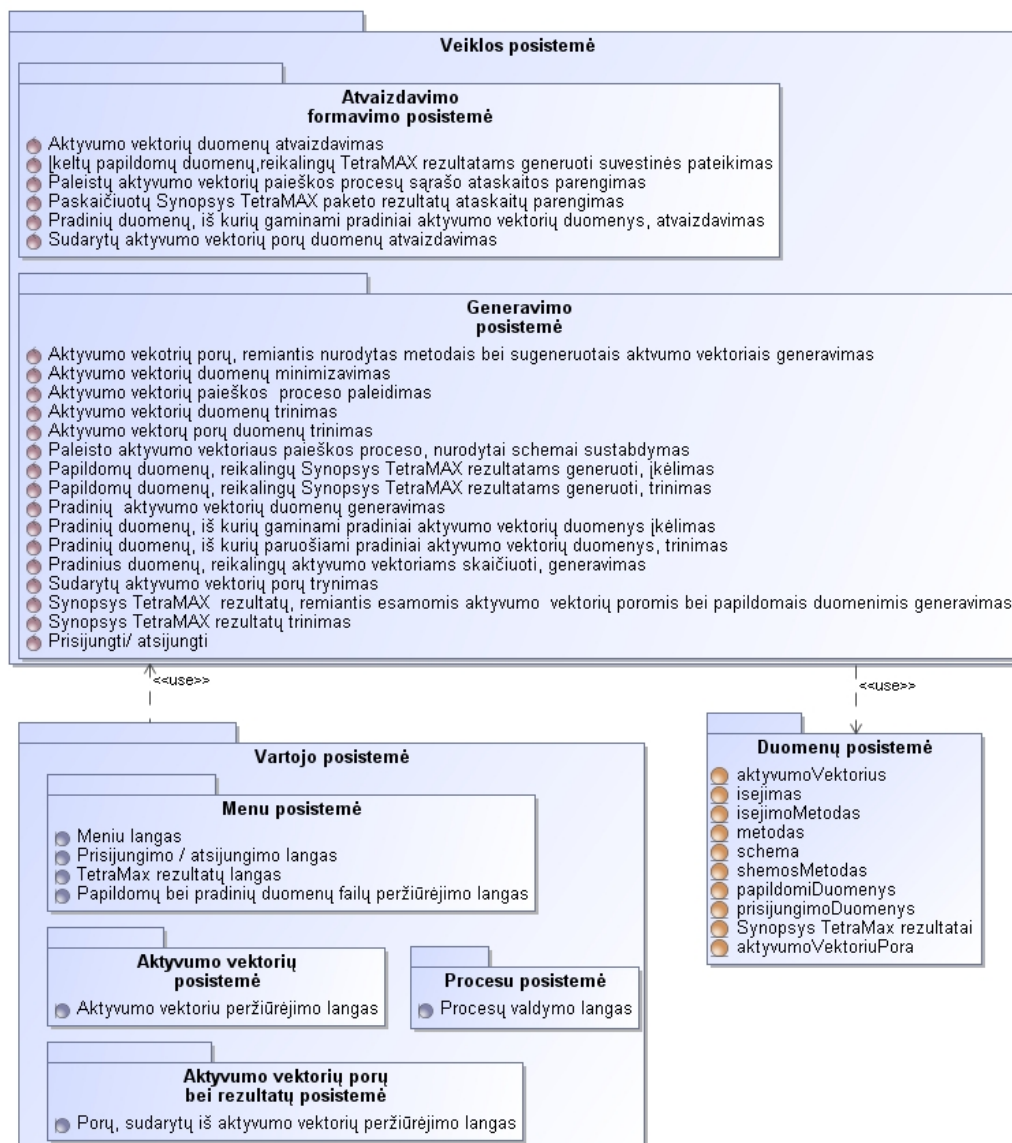 Veiklos posistemė
Atvaizdavimo
formavimo posistemė
Aktyvumo vektorių duomenų atvaizdavimas
Įkeltų papildomų duomenų,reikalingų TetraMAX rezultatams generuoti suvestinės pateikimas
Paleistų aktyvumo vektorių paieškos procesų sąrašo ataskaitos parengimas
Paskaičiuotų Synopsys TetraMAX paketo rezultatų ataskaitų parengimas
Pradinių duomenų, iš kurių gaminami pradiniai aktyvumo vektorių duomenys, atvaizdavimas
Sudarytų aktyvumo vektorių porų duomenų atvaizdavimas
Generavimo
posistemė
Aktyvumo vekotrių porų, remiantis nurodytas metodais bei sugeneruotais aktvumo vektoriais generavimas
Aktyvumo vektorių duomenų minimizavimas
Aktyvumo vektorių paieškos proceso paleidimas
Aktyvumo vektorių duomenų trinimas
Aktyvumo vektorų porų duomenų trinimas
Paleisto aktyvumo vektoriaus paieškos proceso, nurodytai schemai sustabdymas
Papildomų duomenų, reikalingų Synopsys TetraMAX rezultatams generuoti, įkėlimas
Papildomų duomenų, reikalingų Synopsys TetraMAX rezultatams generuoti, trinimas
Pradinių aktyvumo vektorių duomenų generavimas
Pradinių duomenų, iš kurių gaminami pradiniai aktyvumo vektorių duomenys įkėlimas
Pradinių duomenų, iš kurių paruošiami pradiniai aktyvumo vektorių duomenys, trinimas
Pradinius duomenų, reikalingų aktyvumo vektoriams skaičiuoti, generavimas
Sudarytų aktyvumo vektorių porų trynimas
Synopsys TetraMAX rezultatų, remiantis esamomis aktyvumo vektorių poromis bei papildomais duomenimis generavimas
Synopsys TetraMAX rezultatų trinimas
Prisijungti/ atsijungti
<<use>>
<<use>>
Vartojo posistemė
Menu posistemė
Meniu langas
Prisijungimo / atsijungimo langas
TetraMax rezultatų langas
Papildomų bei pradinių duomenų failų peržiūrėjimo langas
Aktyvumo vektorių
posistemė
Aktyvumo vektoriu peržiūrėjimo langas
Procesu posistemė
Procesų valdymo langas
Aktyvumo vektorių porų
bei rezultatų posistemė
Porų, sudarytų iš aktyvumo vektorių peržiūrėjimo langas
Duomenų posistemė
aktyvumoVektorius
isejimas
isejimoMetodas
metodas
schema
shemosMetodas
papildomiDuomenys
prisijungimoDuomenys
Synopsys TetraMax rezultatai
aktyvumoVektoriuPora